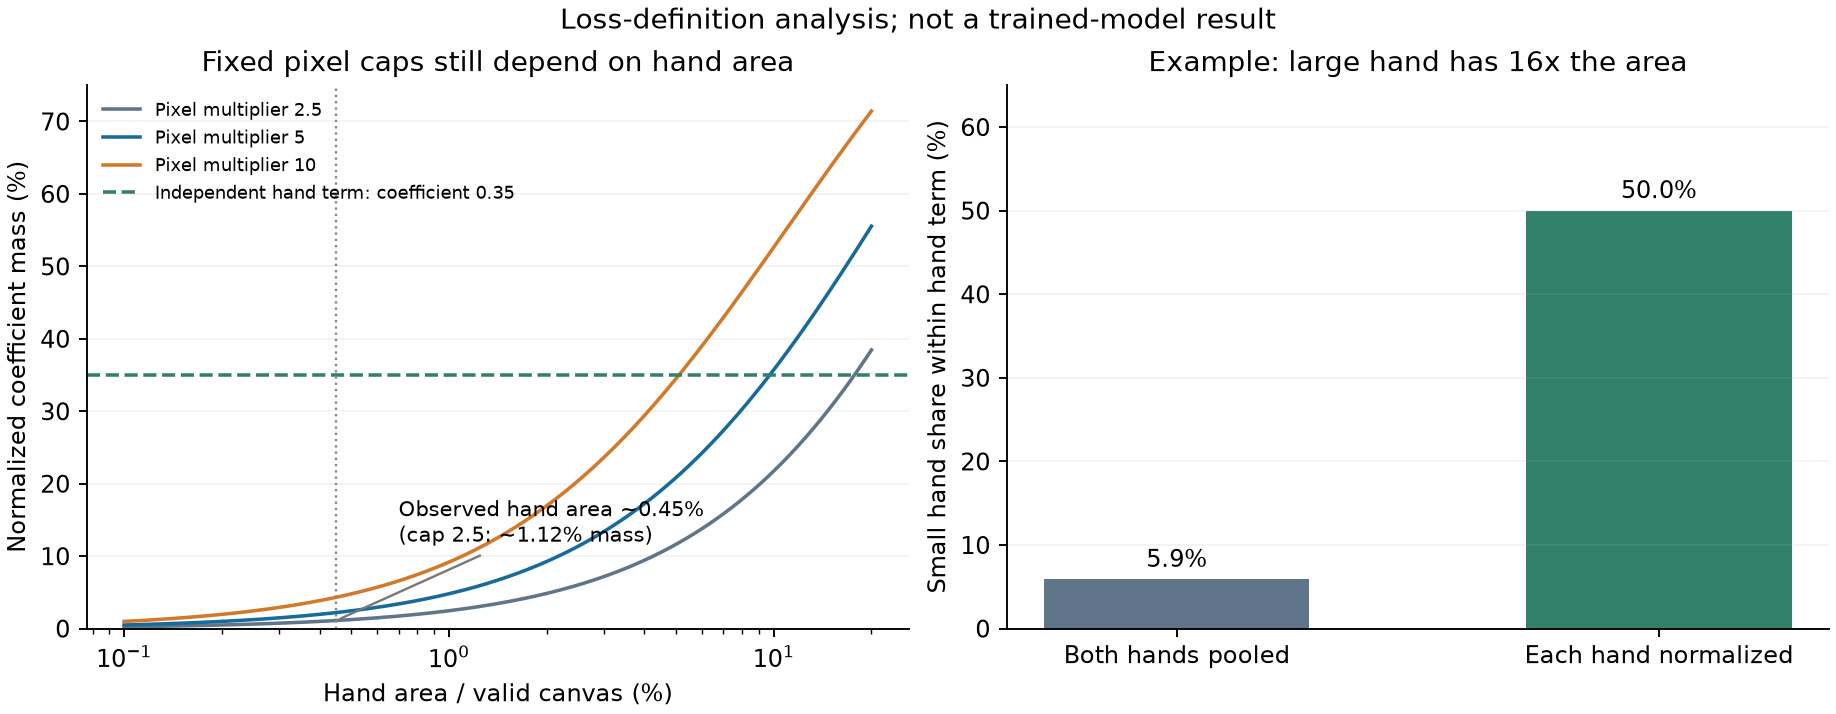 Loss-definition analysis; not a trained-model result
Fixed pixel caps still depend on hand area
Normalized coefficient mass (%)
70
60
50
40
30
20
10
0
Pixel multiplier 2.5
Pixel multiplier 5
Pixel multiplier 10
Independent hand term: coefficient 0.35
Observed hand area ~0.45%
(cap 2.5: ~1.12% mass)
10⁻¹
10⁰
10¹
Hand area / valid canvas (%)
Example: large hand has 16x the area
Small hand share within hand term (%)
60
50
40
30
20
10
0
5.9%
50.0%
Both hands pooled
Each hand normalized